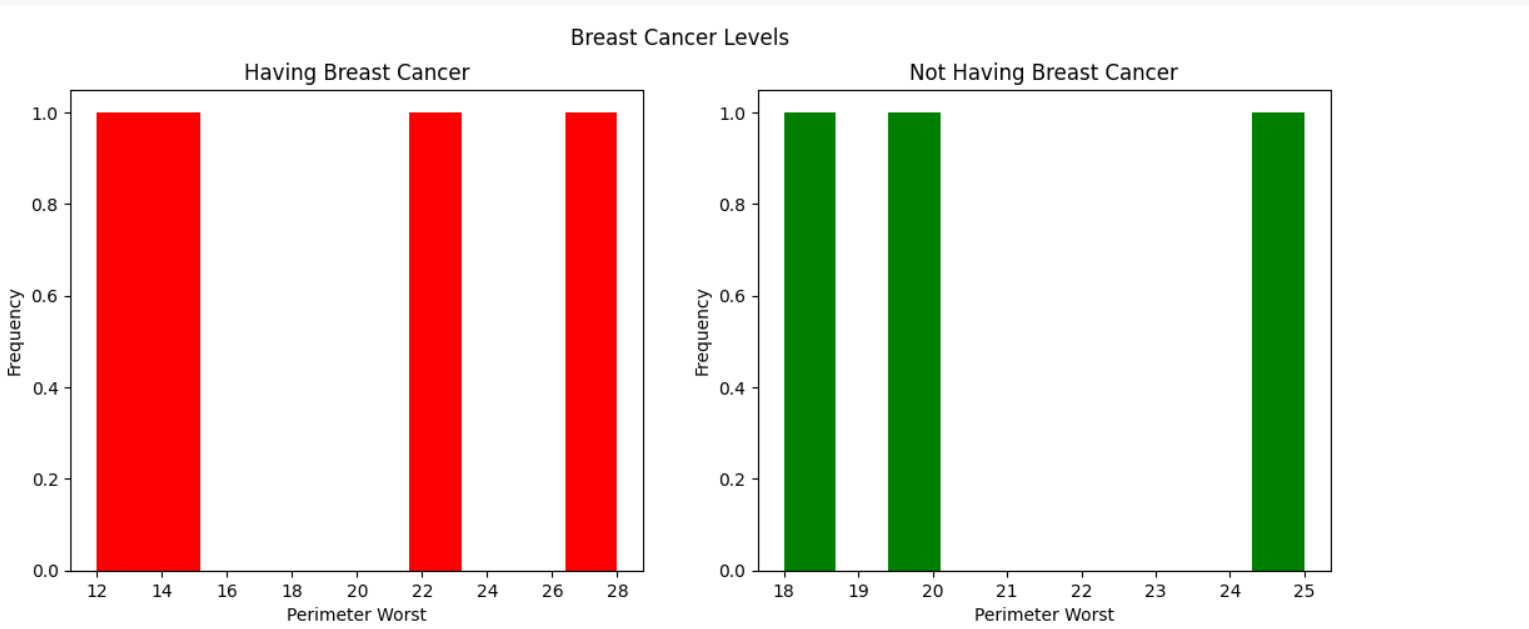 Breast Cancer Levels
Having Breast Cancer
1.0
0.8
0.6
0.4
0.2
0.0
Frequency
12 14 16 18 20 22 24 26 28
Perimeter Worst
Not Having Breast Cancer
1.0
0.8
0.6
0.4
0.2
0.0
Frequency
18 19 20 21 22 23 24 25
Perimeter Worst